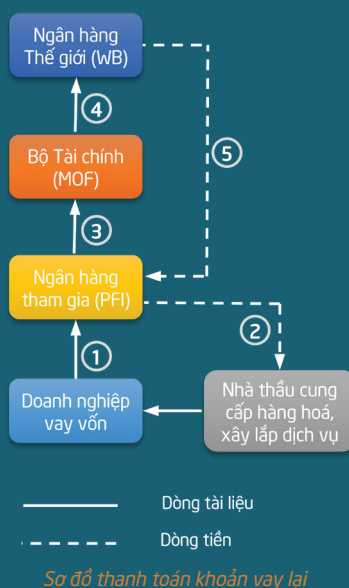 Ngân hàng
Thế giới (WB)
4
5
Bộ Tài chính
(MOF)
3
Ngân hàng
tham gia (PFI)
2
1
Doanh nghiệp
vay vốn
Nhà thầu cung
cấp hàng hoá,
xây lắp dịch vụ
Dòng tài liệu
Dòng tiền
Sơ đồ thanh toán khoản vay lại